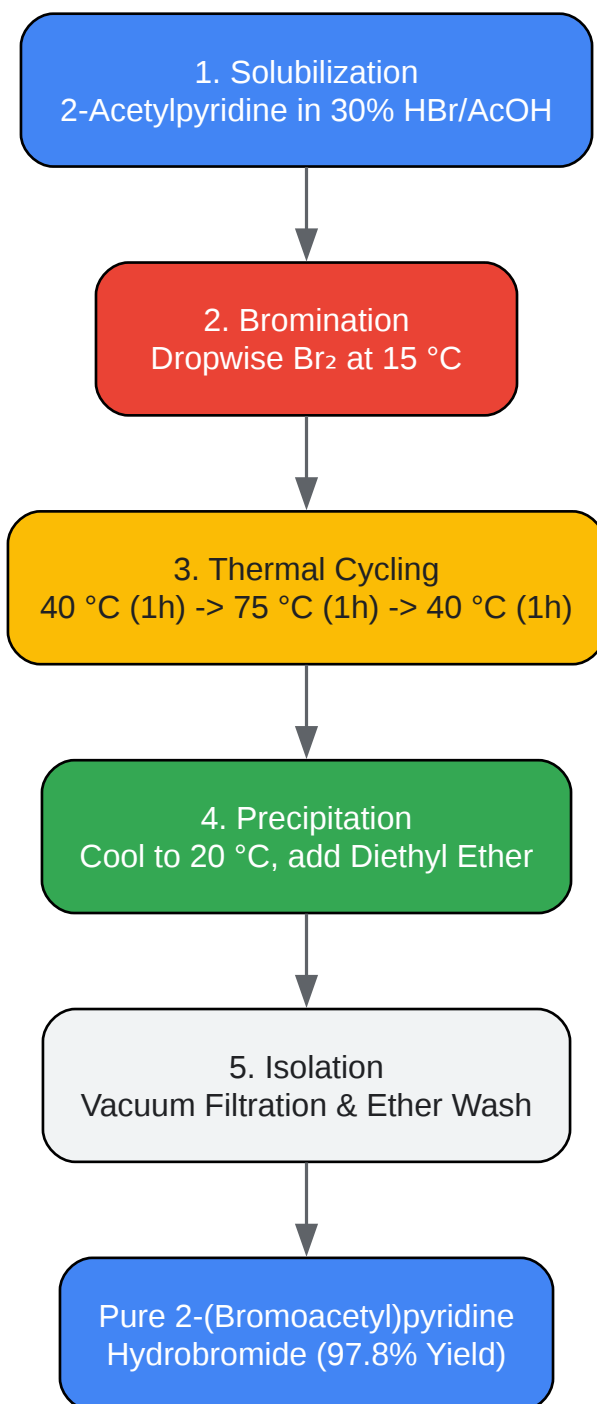 1. Solubilization
2-Acetylpyridine in 30% HBr/AcOH
2. Bromination
Dropwise Br₂ at 15 °C
3. Thermal Cycling
40 °C (1h) -> 75 °C (1h) -> 40 °C (1h)
4. Precipitation
Cool to 20 °C, add Diethyl Ether
5. Isolation
Vacuum Filtration & Ether Wash
Pure 2-(Bromoacetyl)pyridine
Hydrobromide (97.8% Yield)